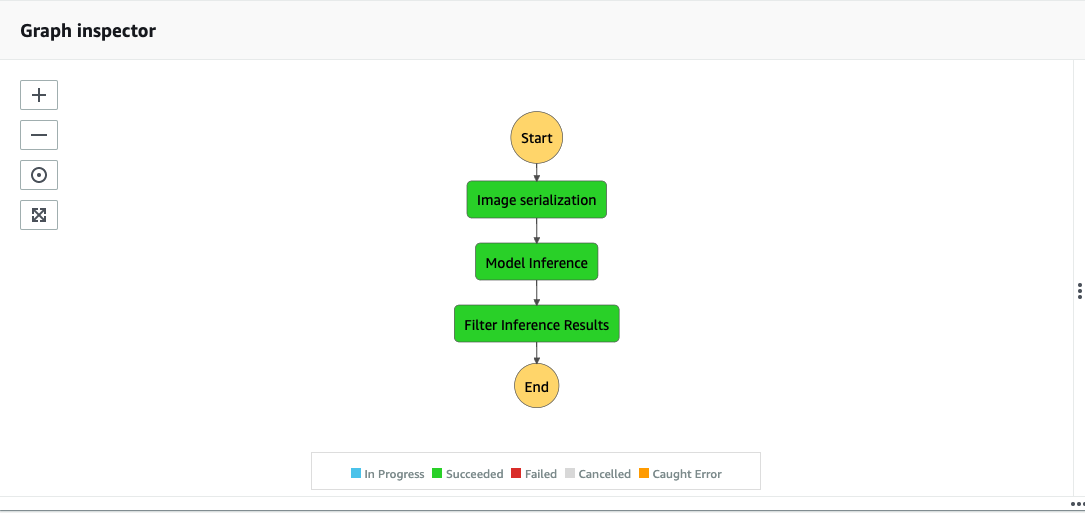 Graph inspector
Start
Image serialization
Model Inference
Filter Inference Results
End
In Progress Succeeded Failed Cancelled Caught Error